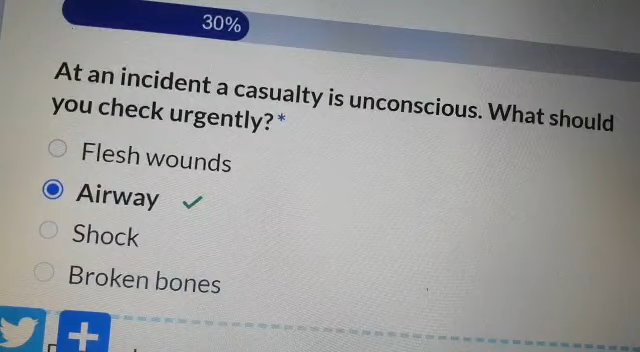 30%
At an incident a casualty is unconscious. What should
you check urgently?*
Flesh wounds
Airway
Shock
Broken bones